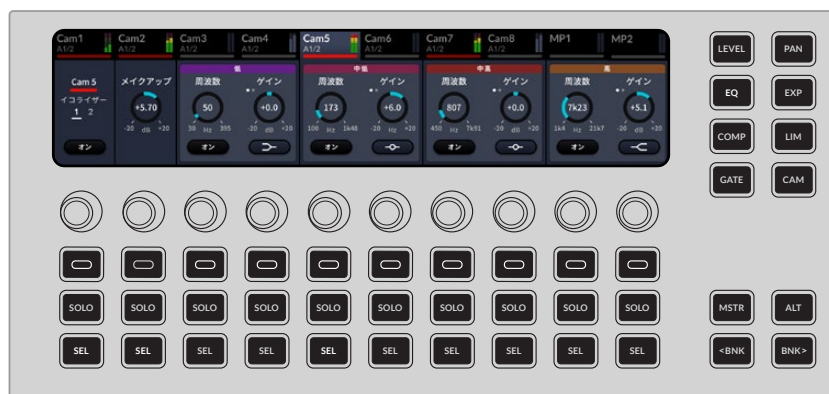 Cam1 Cam2 Cam3 Cam4 Cam5 Cam6 Cam7 Cam8 MP1 MP2
A1/2 A1/2 A1/2 A1/2 A1/2 A1/2 A1/2 A1/2
低 中低 中高 高
Cam 5 メイクアップ 周波数 ゲイン 周波数 ゲイン 周波数 ゲイン 周波数 ゲイン
イコライザー
1 2
+5.70 50 +0.0 173 +6.0 807 +0.0 7k23 +5.1
-20 dB +20 30 Hz 395 -20 dB +20 100 Hz 1k48 -20 dB +20 450 Hz 7k91 -20 dB +20 1k4 Hz 21k7 -20 dB +20
オン オン オン オン オン
LEVEL PAN
EQ EXP
COMP LIM
GATE CAM
SOLO SOLO SOLO SOLO SOLO SOLO SOLO SOLO SOLO SOLO
MSTR ALT
SEL SEL SEL SEL SEL SEL SEL SEL SEL SEL
<BNK BNK>